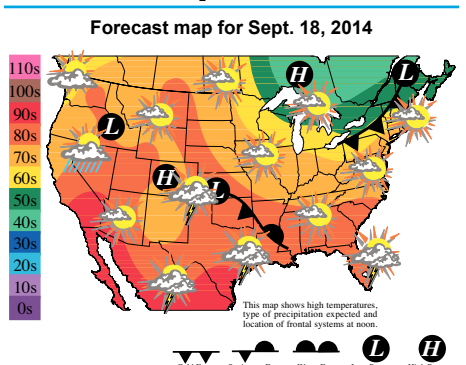 Forecast map for Sept. 18, 2014
110s
100s
90s
80s
70s
60s
50s
40s
30s
20s
10s
0s
H
L
L
H
L
This map shows high temperatures,
type of precipitation expected and
location of frontal systems at noon.
L
H